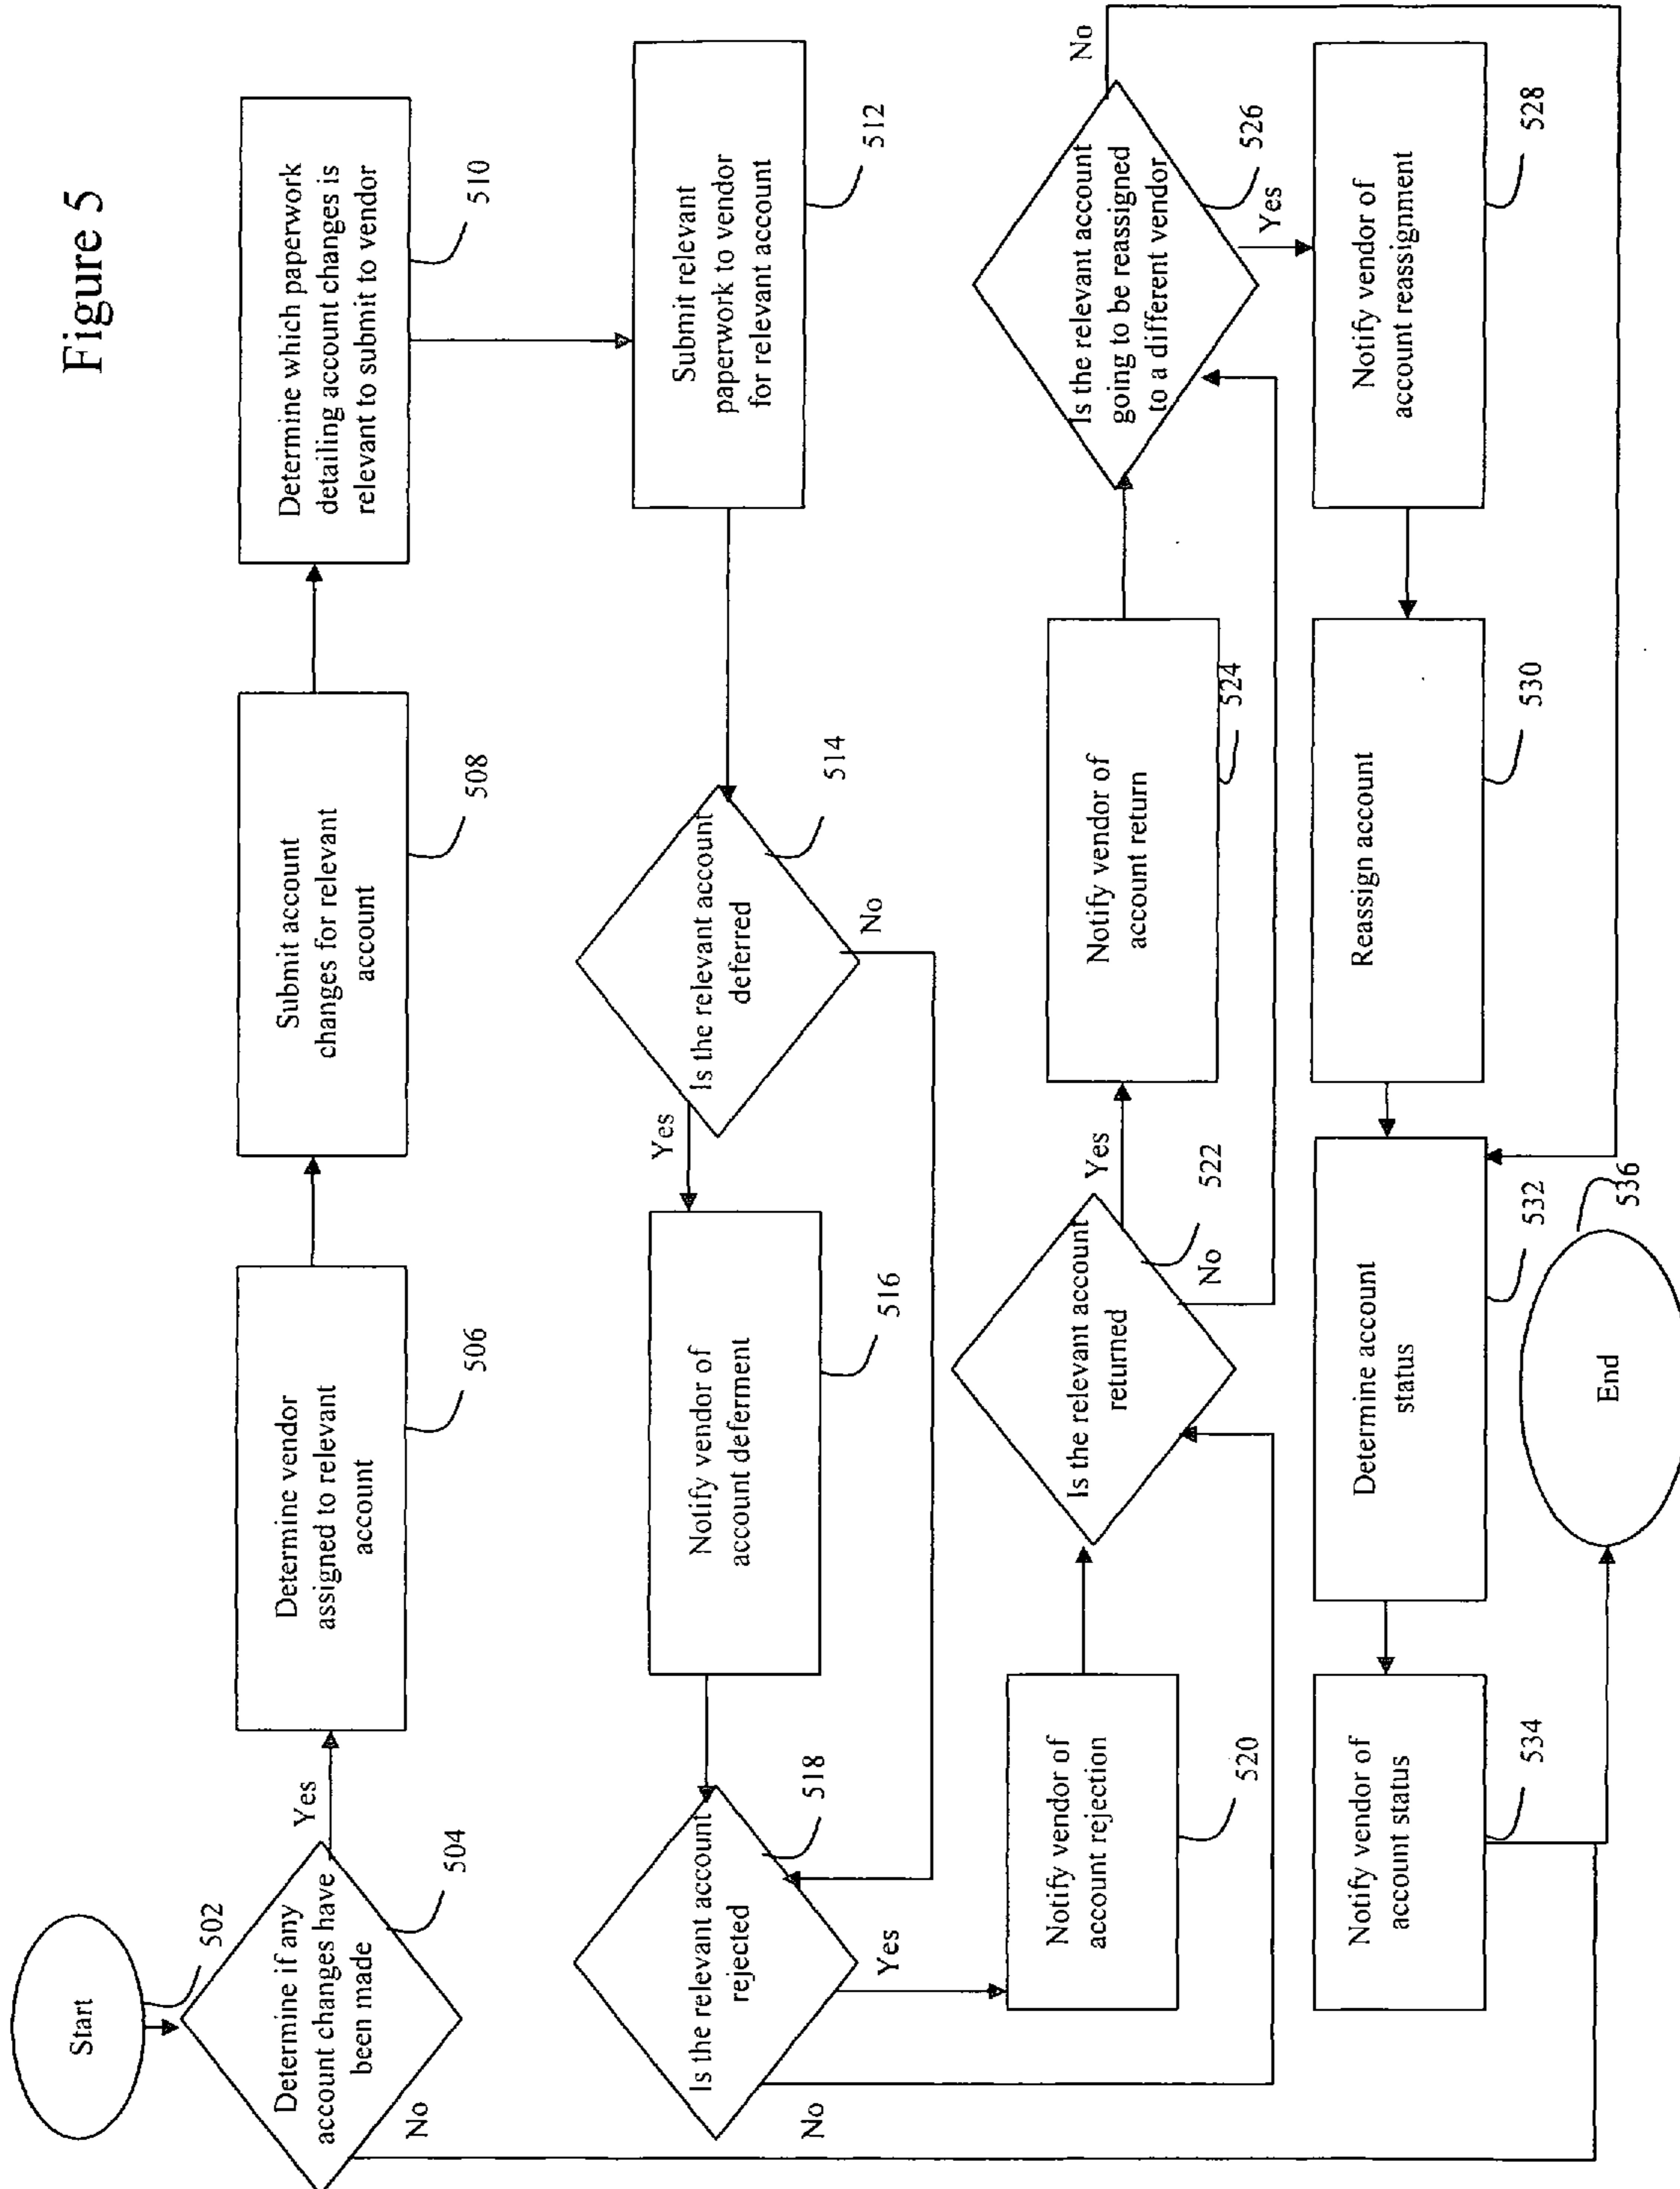 Figure 5
Start
502
Determine if any
account changes have
been made
504
Yes
No
Determine vendor
assigned to relevant
account
506
Submit account
changes for relevant
account
508
Determine which paperwork
detailing account changes is
relevant to submit to vendor
510
Submit relevant
paperwork to vendor
for relevant account
512
Is the relevant account
deferred
514
Yes
No
Notify vendor of
account deferment
516
Is the relevant account
rejected
518
Yes
No
Notify vendor of
account rejection
520
Is the relevant account
returned
522
Yes
No
Notify vendor of
account return
524
Is the relevant account
going to be reassigned
to a different vendor
526
No
Yes
Notify vendor of
account reassignment
528
Reassign account
530
Determine account
status
532
Notify vendor of
account status
534
End
536